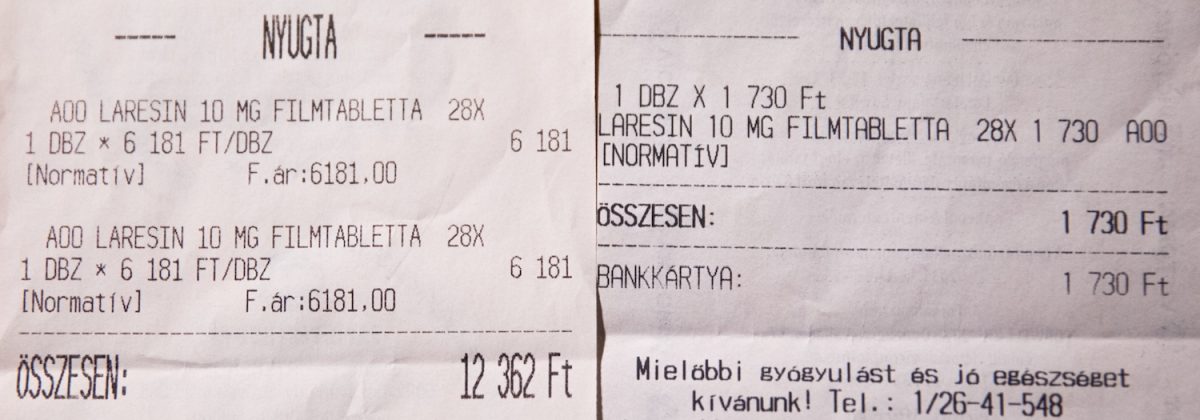 ----- NYUGTA -----
A00 LARESIN 10 MG FILMTABLETTA 28X
1 DBZ * 6 181 FT/DBZ 6 181
[Normatív] F.ár:6181,00
A00 LARESIN 10 MG FILMTABLETTA 28X
1 DBZ * 6 181 FT/DBZ 6 181
[Normatív] F.ár:6181,00
ÖSSZESEN: 12 362 Ft
NYUGTA
1 DBZ X 1 730 Ft
LARESIN 10 MG FILMTABLETTA 28X 1 730 A00
[NORMATÍV]
ÖSSZESEN: 1 730 Ft
BANKKÁRTYA: 1 730 Ft
Mielőbbi gyógyulást és jó egészséget
kívánunk! Tel.: 1/26-41-548